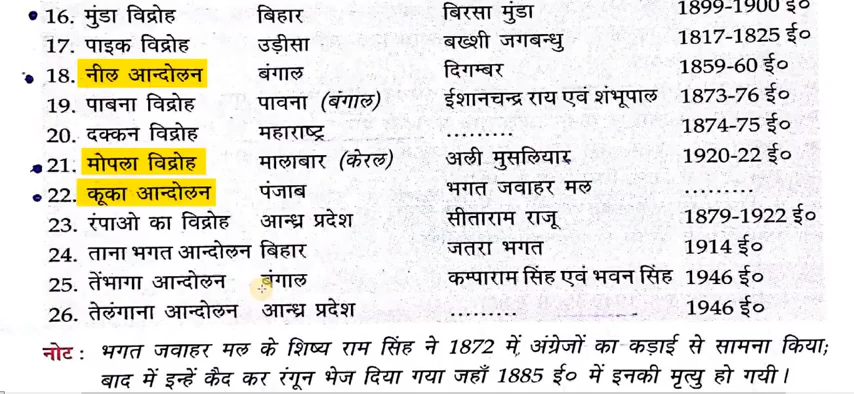 16. मुंडा विद्रोह बिहार बिरसा मुंडा 1899-1900 ई०
17. पाइक विद्रोह उड़ीसा बख्शी जगबन्धु 1817-1825 ई०
18. नील आन्दोलन बंगाल दिगम्बर 1859-60 ई०
19. पाबना विद्रोह पावना (बंगाल) ईशानचन्द्र राय एवं शंभूपाल 1873-76 ई०
20. दक्कन विद्रोह महाराष्ट्र ......... 1874-75 ई०
21. मोपला विद्रोह मालाबार (केरल) अली मुसलियार 1920-22 ई०
22. कूका आन्दोलन पंजाब भगत जवाहर मल .........
23. रंपाओ का विद्रोह आन्ध्र प्रदेश सीताराम राजू 1879-1922 ई०
24. ताना भगत आन्दोलन बिहार जतरा भगत 1914 ई०
25. तेंभागा आन्दोलन बंगाल कम्पाराम सिंह एवं भवन सिंह 1946 ई०
26. तेलंगाना आन्दोलन आन्ध्र प्रदेश ......... 1946 ई०
नोट : भगत जवाहर मल के शिष्य राम सिंह ने 1872 में अंग्रेजों का कड़ाई से सामना किया;
बाद में इन्हें कैद कर रंगून भेज दिया गया जहाँ 1885 ई० में इनकी मृत्यु हो गयी।